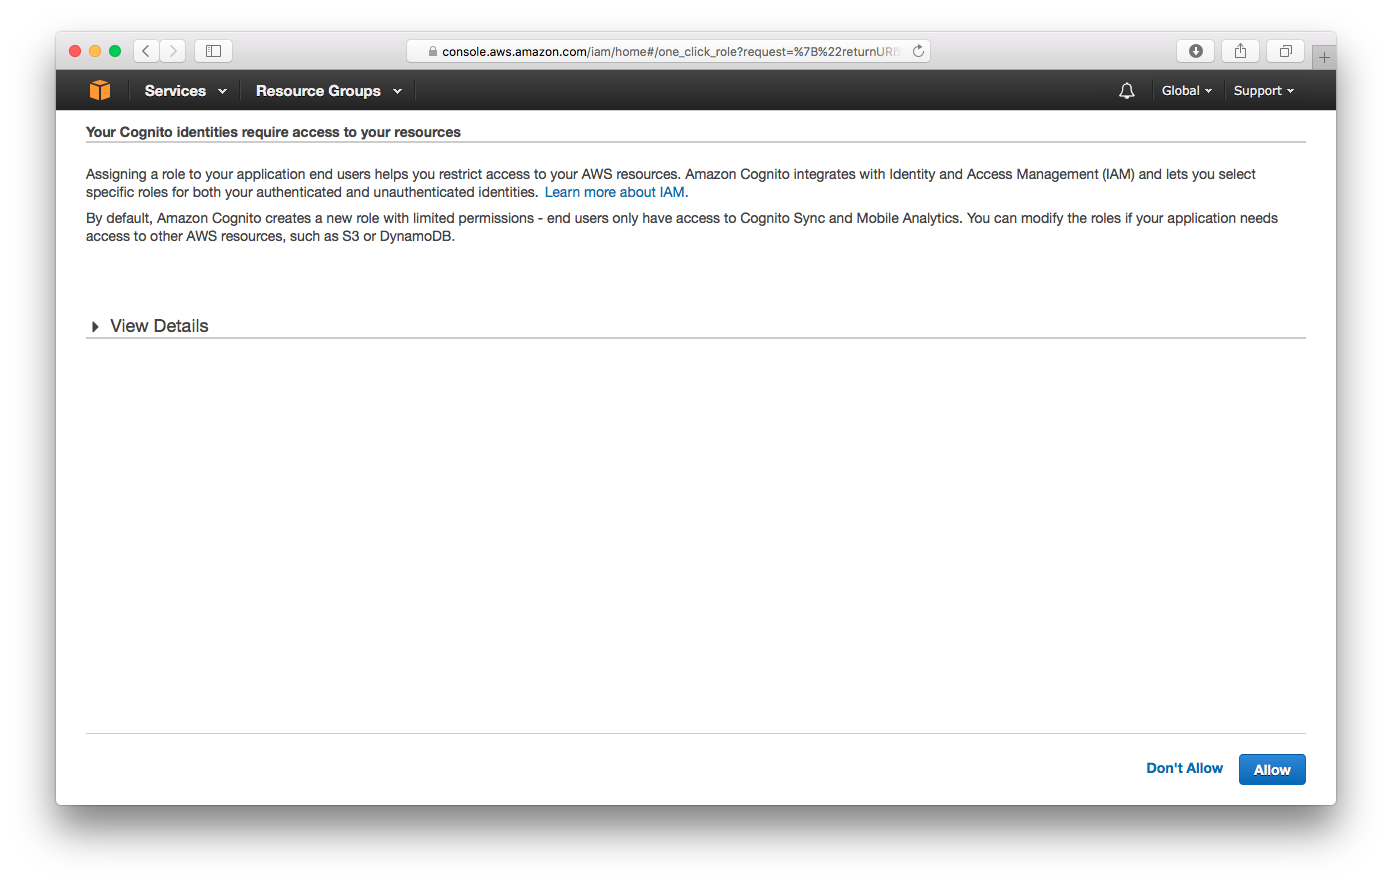 console.aws.amazon.com/iam/home#/one_click_role?request=%7B%22returnURl%
Services
Resource Groups
Global
Support
Your Cognito identities require access to your resources
Assigning a role to your application end users helps you restrict access to your AWS resources. Amazon Cognito integrates with Identity and Access Management (IAM) and lets you select
specific roles for both your authenticated and unauthenticated identities. Learn more about IAM.
By default, Amazon Cognito creates a new role with limited permissions - end users only have access to Cognito Sync and Mobile Analytics. You can modify the roles if your application needs
access to other AWS resources, such as S3 or DynamoDB.
View Details
Don't Allow
Allow